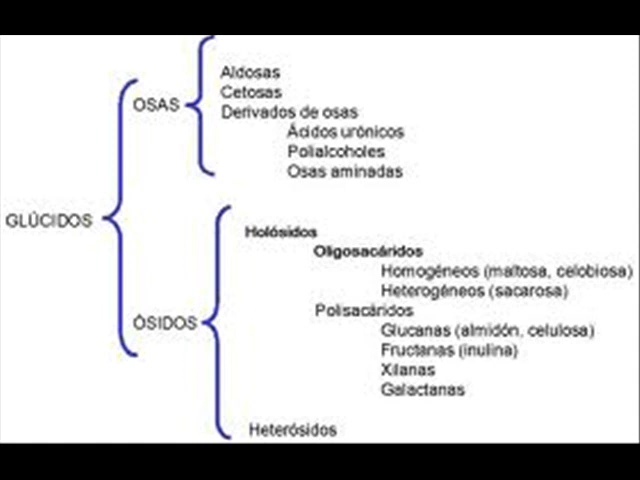 GLÚCIDOS
OSAS
Aldosas
Cetosas
Derivados de osas
Ácidos urónicos
Polialcoholes
Osas aminadas
ÓSIDOS
Holósidos
Oligosacáridos
Homogéneos (maltosa, celobiosa)
Heterogéneos (sacarosa)
Polisacáridos
Glucanas (almidón, celulosa)
Fructanas (inulina)
Xilanas
Galactanas
Heterósidos